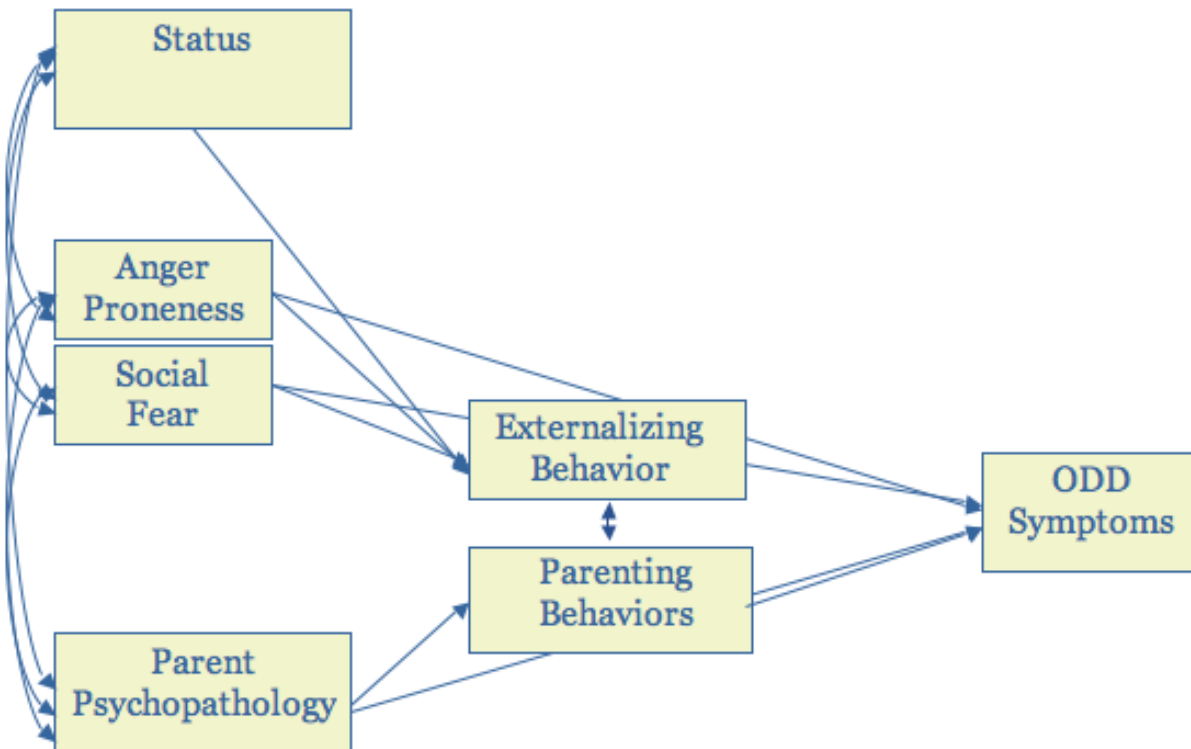 Status
Anger
Proneness
Social
Fear
Externalizing
Behavior
ODD
Symptoms
Parenting
Behaviors
Parent
Psychopathology